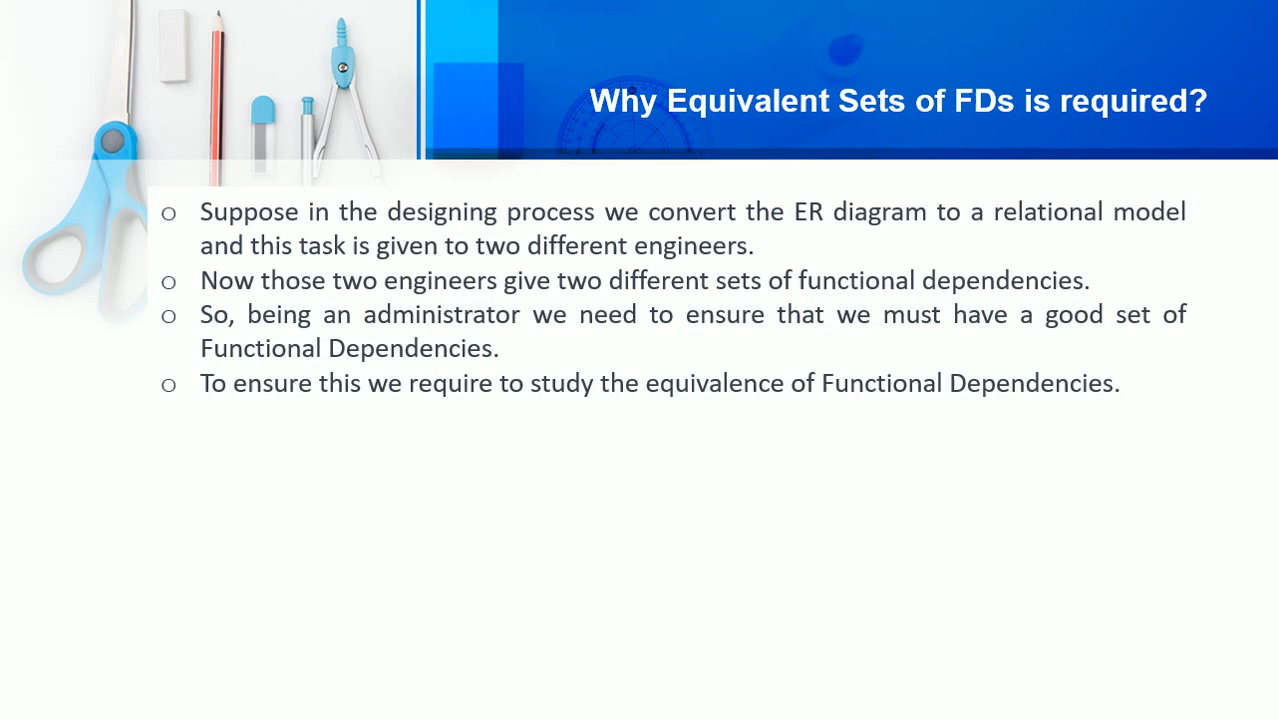 Why Equivalent Sets of FDs is required?
o Suppose in the designing process we convert the ER diagram to a relational model
and this task is given to two different engineers.
o Now those two engineers give two different sets of functional dependencies.
o So, being an administrator we need to ensure that we must have a good set of
Functional Dependencies.
o To ensure this we require to study the equivalence of Functional Dependencies.